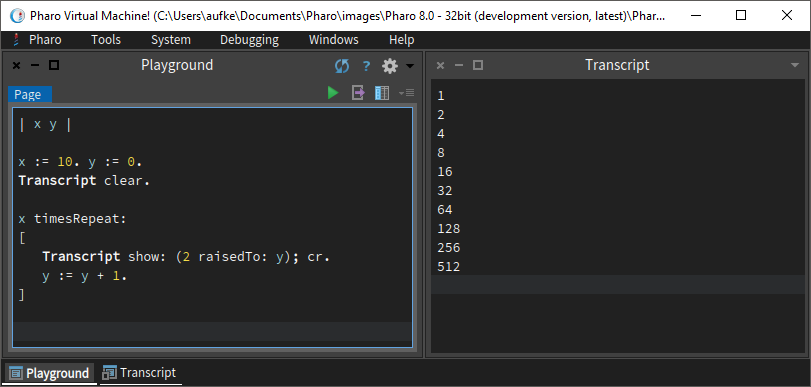 Pharo Virtual Machine! (C:\Users\aufke\Documents\Pharo\images\Pharo 8.0 - 32bit (development version, latest)\Phar...
Pharo Tools System Debugging Windows Help
Playground
?
Page
| x y |
x := 10. y := 0.
Transcript clear.
x timesRepeat:
[
Transcript show: (2 raisedTo: y); cr.
y := y + 1.
]
Transcript
1
2
4
8
16
32
64
128
256
512
Playground Transcript